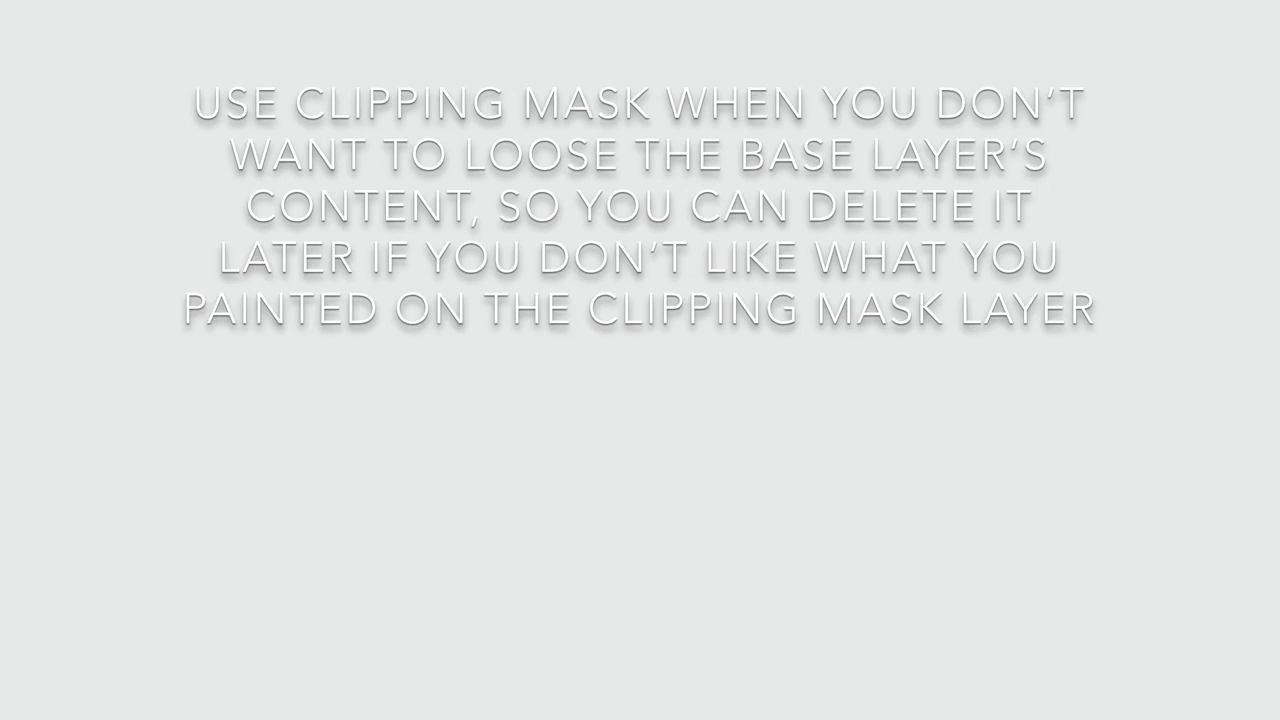 USE CLIPPING MASK WHEN YOU DON'T
WANT TO LOOSE THE BASE LAYER'S
CONTENT, SO YOU CAN DELETE IT
LATER IF YOU DON'T LIKE WHAT YOU
PAINTED ON THE CLIPPING MASK LAYER